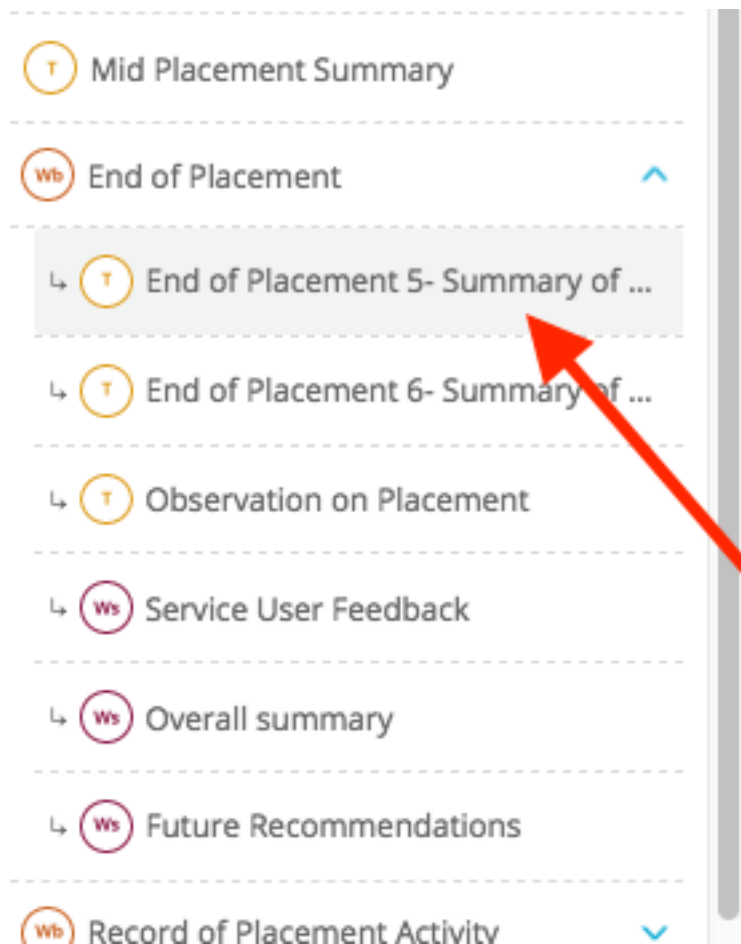 T Mid Placement Summary
Wb End of Placement
T End of Placement 5- Summary of ...
T End of Placement 6- Summary of ...
T Observation on Placement
Ws Service User Feedback
Ws Overall summary
Ws Future Recommendations
Wb Record of Placement Activity